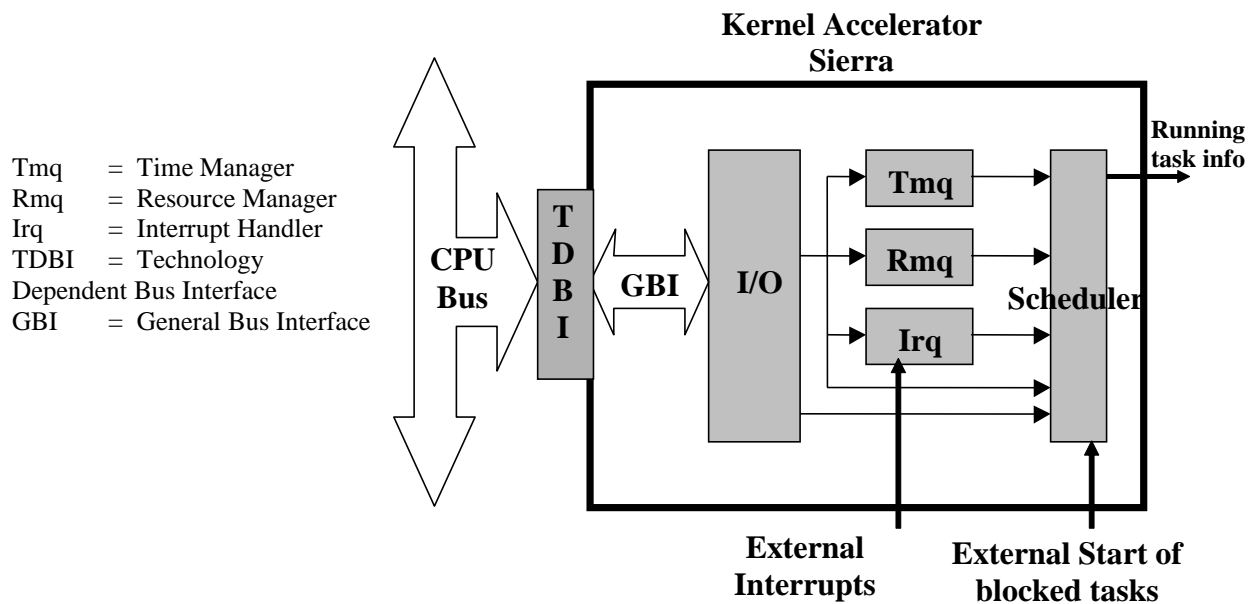 Kernel Accelerator
Sierra
Tmq = Time Manager
Rmq = Resource Manager
Irq = Interrupt Handler
TDBI = Technology
Dependent Bus Interface
GBI = General Bus Interface
CPU
Bus
T
D
B
I
GBI
I/O
Tmq
Rmq
Irq
Scheduler
Running
task info
External
Interrupts
External Start of
blocked tasks